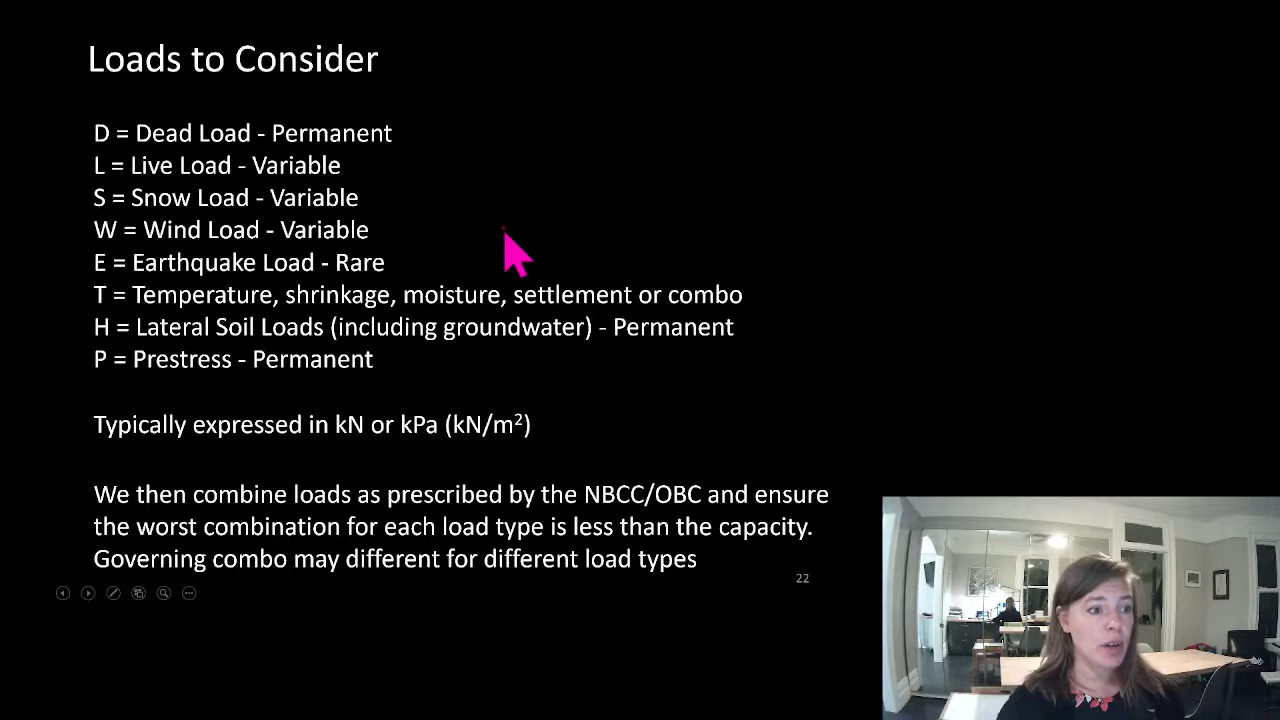 Loads to Consider
D = Dead Load - Permanent
L = Live Load - Variable
S = Snow Load - Variable
W = Wind Load - Variable
E = Earthquake Load - Rare
T = Temperature, shrinkage, moisture, settlement or combo
H = Lateral Soil Loads (including groundwater) - Permanent
P = Prestress - Permanent
Typically expressed in kN or kPa (kN/m²)
We then combine loads as prescribed by the NBCC/OBC and ensure
the worst combination for each load type is less than the capacity.
Governing combo may different for different load types
22